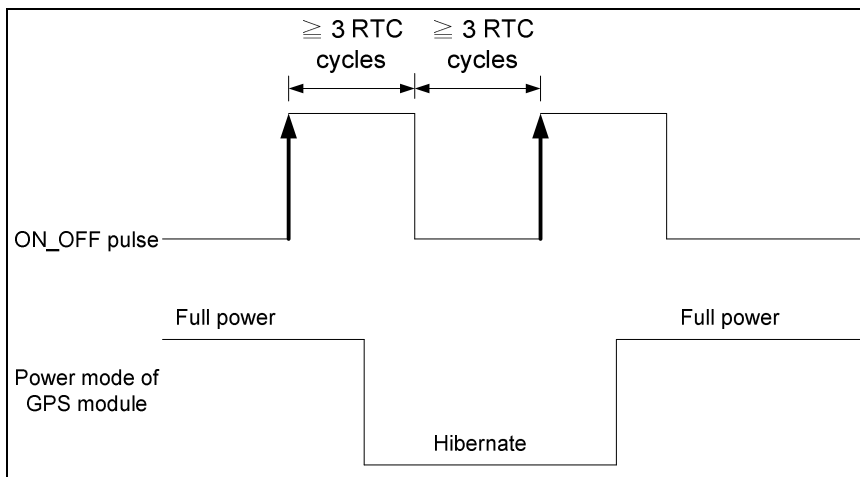 ≧ 3 RTC cycles
≧ 3 RTC cycles
ON_OFF pulse
Full power
Full power
Power mode of
GPS module
Hibernate